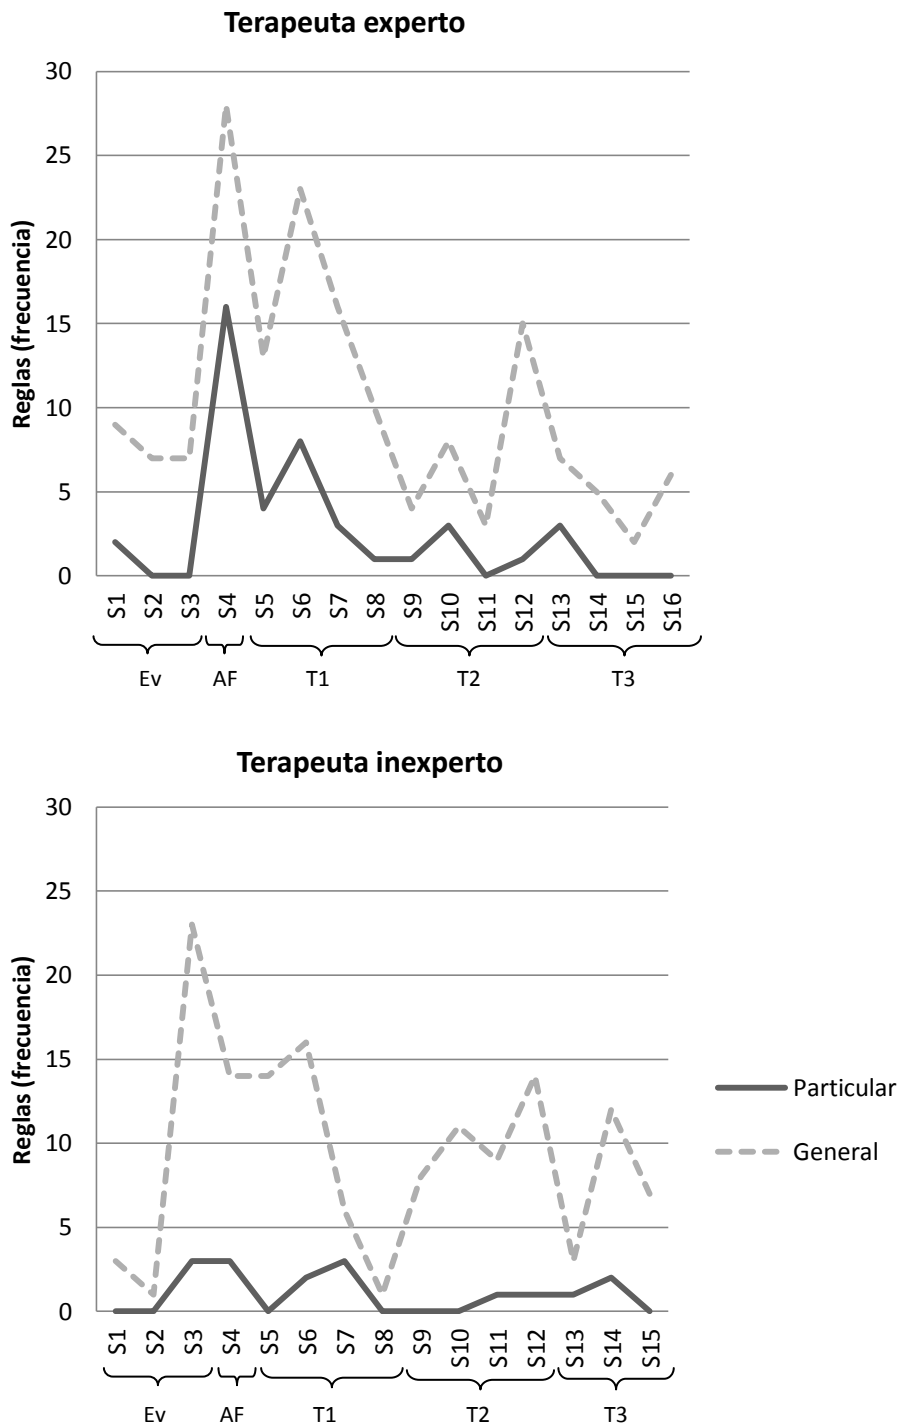 Terapeuta experto
Reglas (frecuencia)
30
25
20
15
10
5
0
S1 S2 S3 S4 S5 S6 S7 S8 S9 S10 S11 S12 S13 S14 S15 S16
Ev AF T1 T2 T3
Terapeuta inexperto
Reglas (frecuencia)
30
25
20
15
10
5
0
S1 S2 S3 S4 S5 S6 S7 S8 S9 S10 S11 S12 S13 S14 S15
Ev AF T1 T2 T3
Particular
General